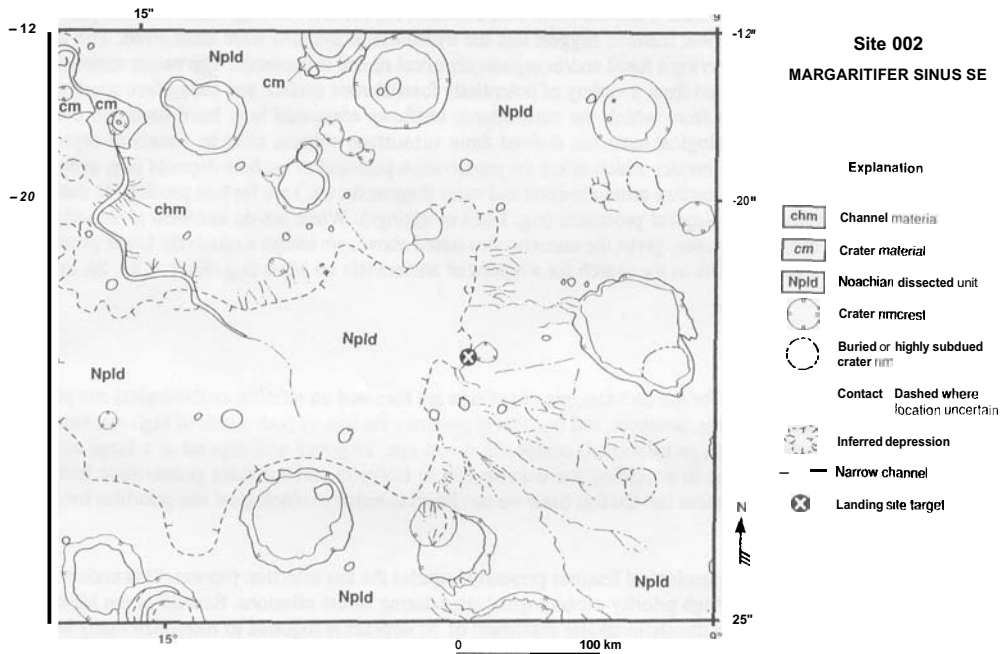 15"
9
-12
-12"
Npld
cm
cm
cm
Npld
Npld
-20
-20"
chm
Npld
Npld
Npld
Npld
15°
25"
0 100 km
N
Site 002
MARGARITIFER SINUS SE
Explanation
chm Channel material
cm Crater material
Npld Noachian dissected unit
Crater rimcrest
Buried or highly subdued
crater rim
Contact Dashed where
location uncertain
Inferred depression
Narrow channel
Landing site target